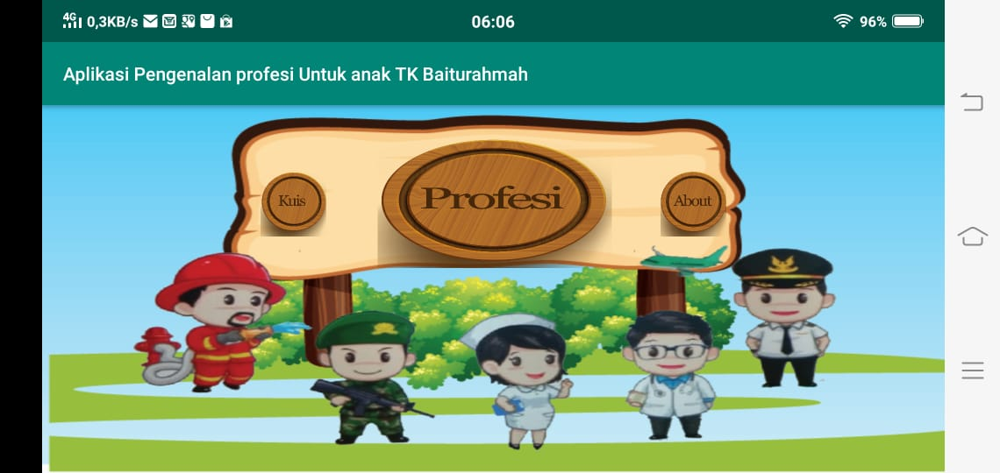 4G 0,3KB/s 06:06 96%
Aplikasi Pengenalan profesi Untuk anak TK Baiturahmah
Kuis Profesi About